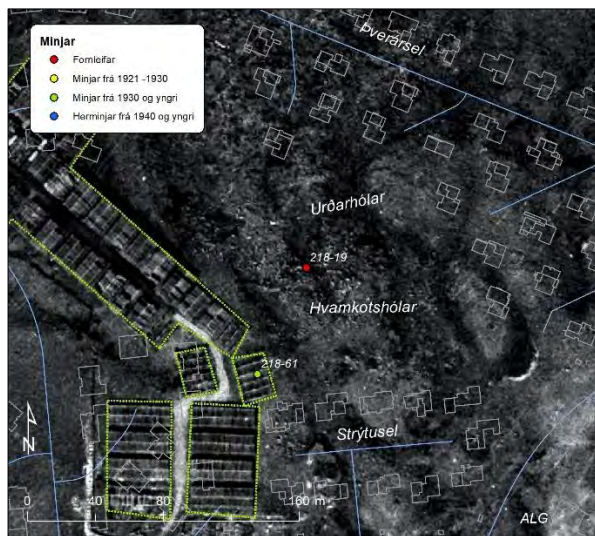 Minjar
Fornleifar
Minjar frá 1921 -1930
Minjar frá 1930 og yngri
Herminjar frá 1940 og yngri
Þverársel
Urðarhólar
218-19
Hvamkotshólar
218-61
Strýtusel
N
0 40 80 160 m
ALG